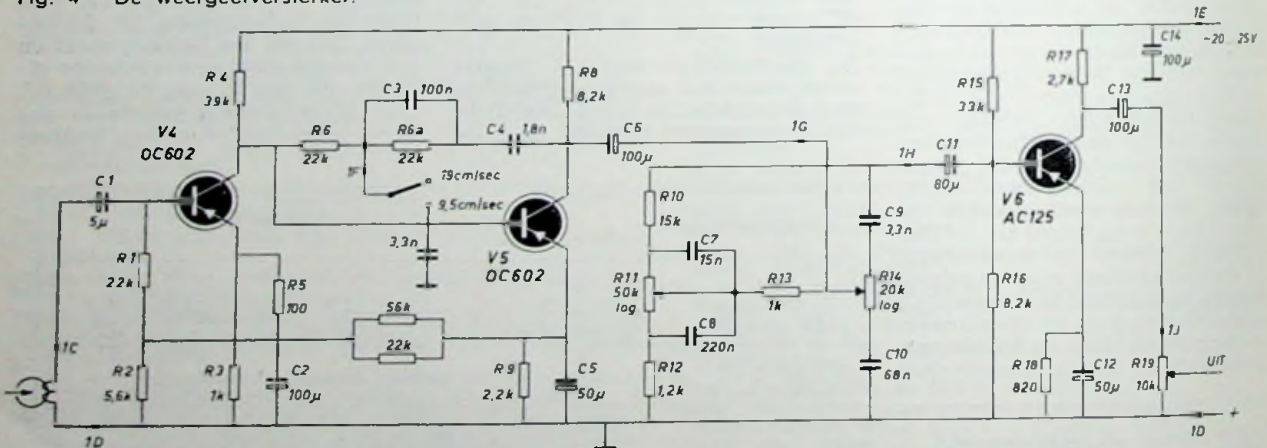 Fig. 4 De weergeefversterker.
1E
-20...25V
C14
100µ
R17
2,7k
C13
100µ
R15
33k
R4
39k
C3 100n
R6
22k
R6a
22k
C4 1,8n
R8
8,2k
C6
100µ
1G
1H
C11
80µ
V4
OC602
C1
5µ
1F
19cm/sec
9,5cm/sec
V5
OC602
3,3n
R10
15k
C7
15n
R11
50k
log
R13
1k
C8
220n
R12
1,2k
C9
3,3n
R14
20k
log
C10
68n
V6
AC125
R16
8,2k
R1
22k
R5
100
56k
22k
1C
R2
5,6k
R3
1k
C2
100µ
R9
2,2k
C5
50µ
R18
820
C12
50µ
1J
R19
10k
UIT
1D
1D
+